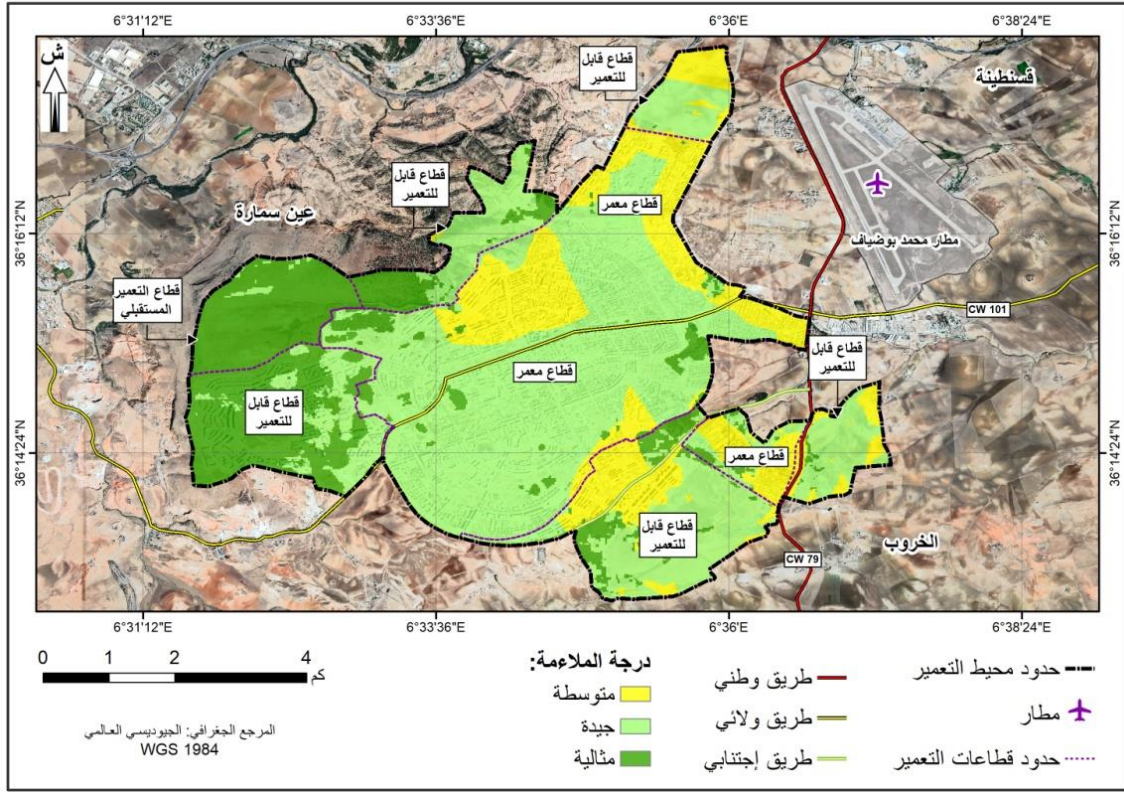 6°31'12"E 6°33'36"E 6°36'E 6°38'24"E
ش
قطاع قابل
للتعمير
قسنطينة
قطاع قابل
للتعمير
قطاع معمر
عين سمارة
36°16'12"N
36°16'12"N
مطار محمد بوضياف
قطاع التعمير
المستقبلي
CW 101
قطاع معمر
قطاع قابل
للتعمير
قطاع قابل
للتعمير
36°14'24"N
36°14'24"N
قطاع معمر
قطاع قابل
للتعمير
الخروب
CW 79
6°31'12"E 6°33'36"E 6°36'E 6°38'24"E
0 1 2 4
كم
المرجع الجغرافي: الجيوديسي العالمي
WGS 1984
درجة الملاءمة:
متوسطة
جيدة
مثالية
طريق وطني
طريق ولائي
طريق إجتنابي
حدود محيط التعمير
مطار
حدود قطاعات التعمير